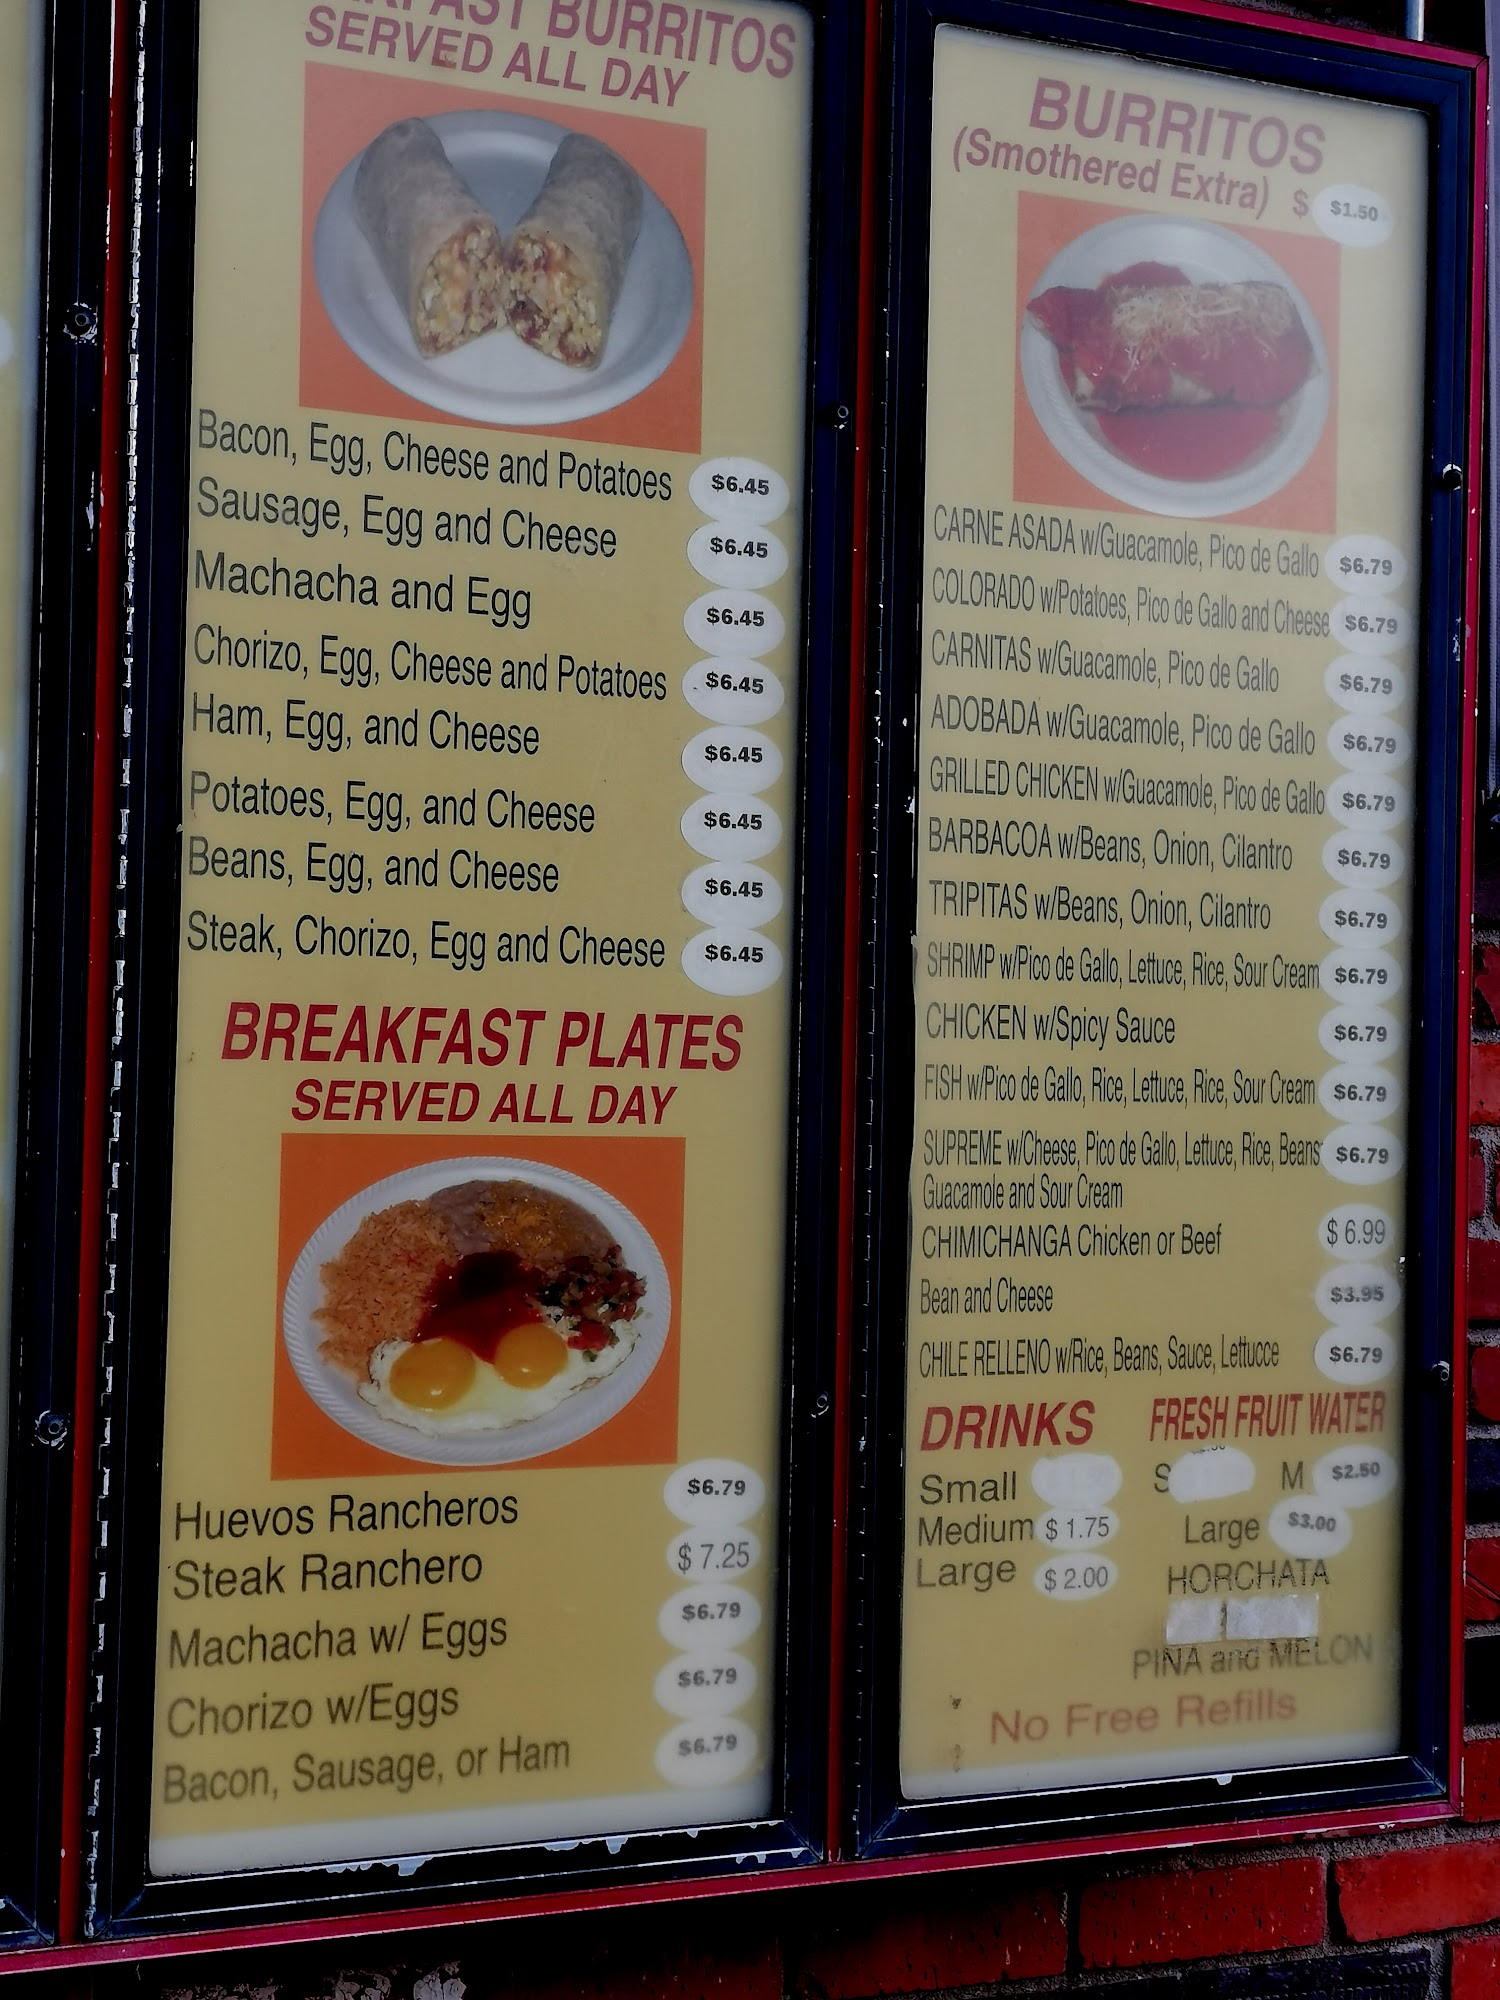 BURRITOS
SERVED ALL DAY
Bacon, Egg, Cheese and Potatoes $6.45
Sausage, Egg and Cheese $6.45
Machacha and Egg $6.45
Chorizo, Egg, Cheese and Potatoes $6.45
Ham, Egg, and Cheese $6.45
Potatoes, Egg, and Cheese $6.45
Beans, Egg, and Cheese $6.45
Steak, Chorizo, Egg and Cheese $6.45
BREAKFAST PLATES
SERVED ALL DAY
Huevos Rancheros $6.79
Steak Ranchero $ 7.25
Machacha w/ Eggs $6.79
Chorizo w/Eggs $6.79
Bacon, Sausage, or Ham $6.79
BURRITOS
(Smothered Extra) $ $1.50
CARNE ASADA w/Guacamole, Pico de Gallo $6.79
COLORADO w/Potatoes, Pico de Gallo and Cheese $6.79
CARNITAS w/Guacamole, Pico de Gallo $6.79
ADOBADA w/Guacamole, Pico de Gallo $6.79
GRILLED CHICKEN w/Guacamole, Pico de Gallo $6.79
BARBACOA w/Beans, Onion, Cilantro $6.79
TRIPITAS w/Beans, Onion, Cilantro $6.79
SHRIMP w/Pico de Gallo, Lettuce, Rice, Sour Cream $6.79
CHICKEN w/Spicy Sauce $6.79
FISH w/Pico de Gallo, Rice, Lettuce, Rice, Sour Cream $6.79
SUPREME w/Cheese, Pico de Gallo, Lettuce, Rice, Beans $6.79
Guacamole and Sour Cream
CHIMICHANGA Chicken or Beef $ 6.99
Bean and Cheese $3.95
CHILE RELLENO w/Rice, Beans, Sauce, Lettucce $6.79
DRINKS
Small
Medium $ 1.75
Large $ 2.00
FRESH FRUIT WATER
S M $2.50
Large $3.00
HORCHATA
PINA and MELON
No Free Refills